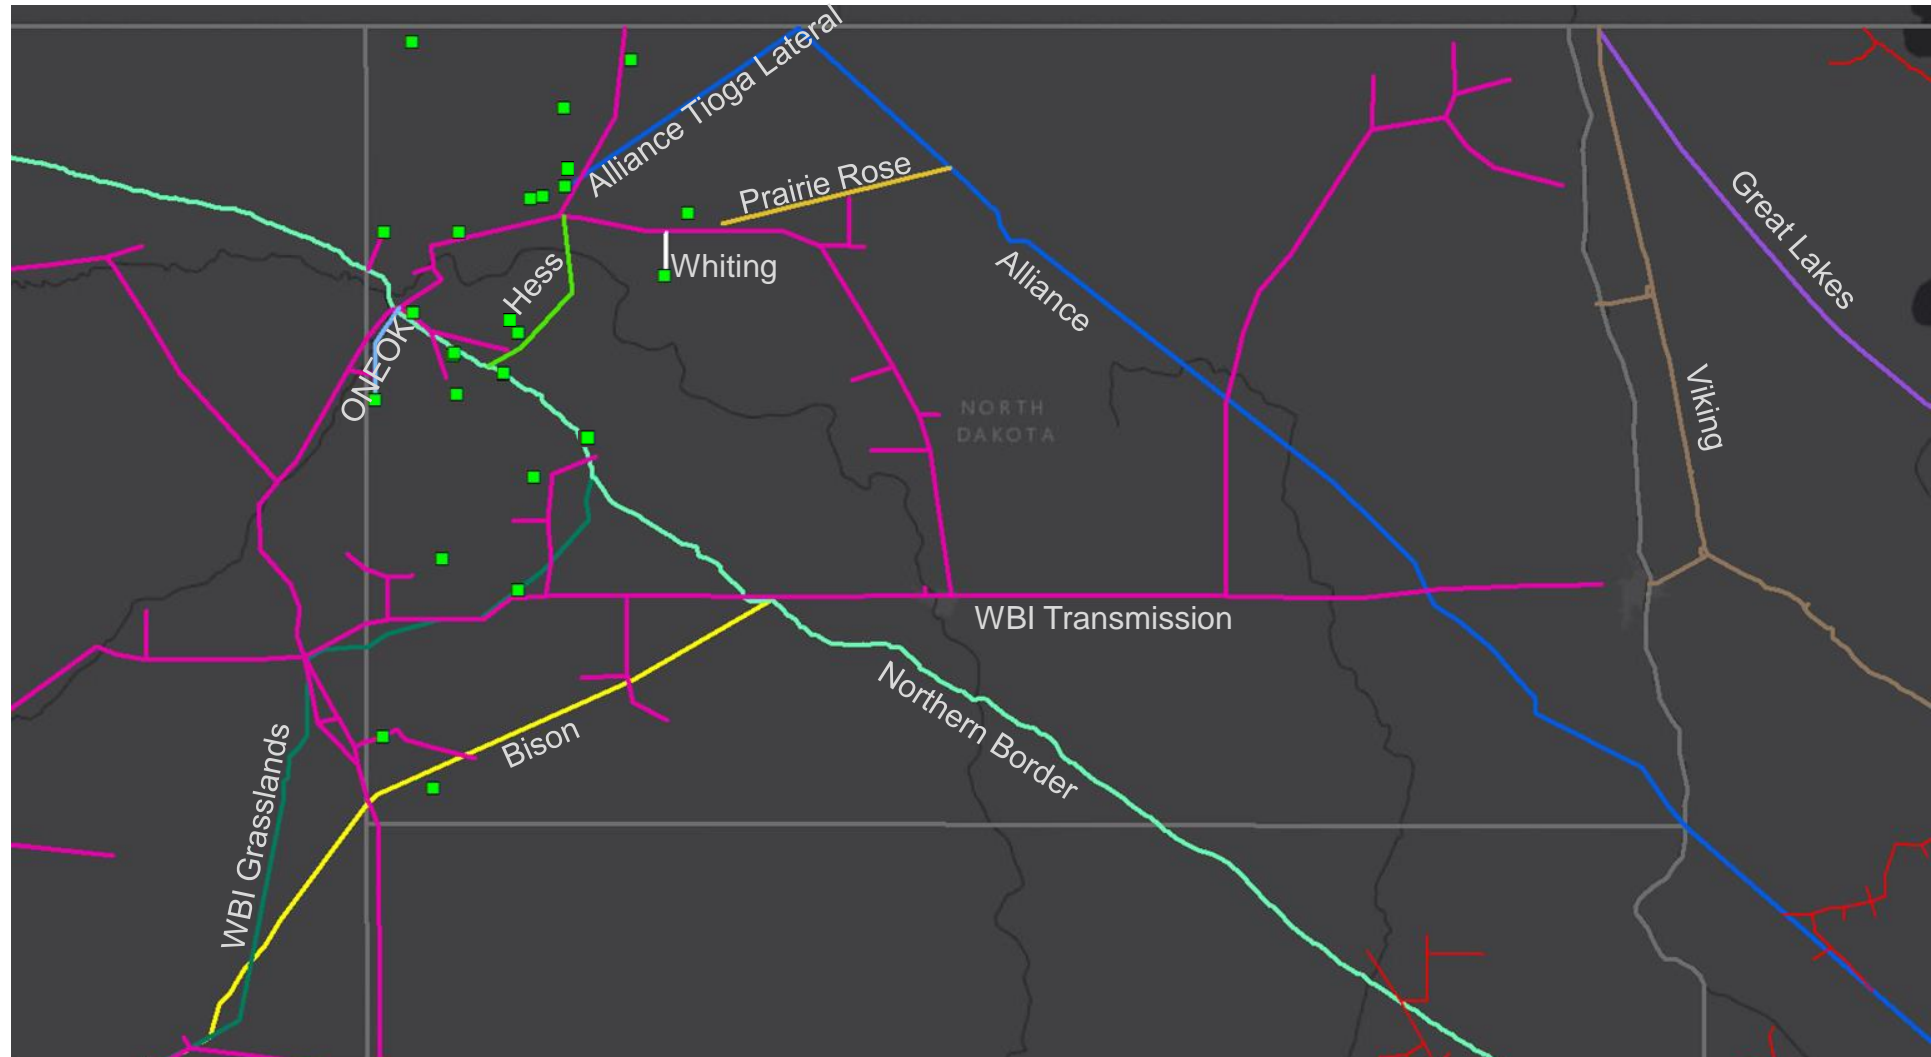 Alliance Tioga Lateral
Prairie Rose
Great Lakes
Hess
Whiting
Alliance
ONEOK
Viking
NORTH
DAKOTA
WBI Transmission
Northern Border
Bison
WBI Grasslands